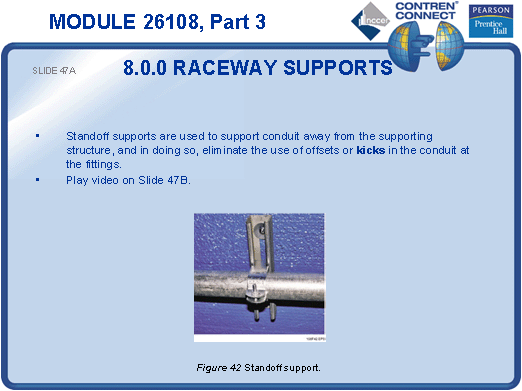 MODULE 26108, Part 3
nccer
CONTREN
CONNECT
PEARSON
Prentice
Hall
SLIDE 47A
8.0.0 RACEWAY SUPPORTS
• Standoff supports are used to support conduit away from the supporting
structure, and in doing so, eliminate the use of offsets or kicks in the conduit at
the fittings.
• Play video on Slide 47B.
Figure 42 Standoff support.